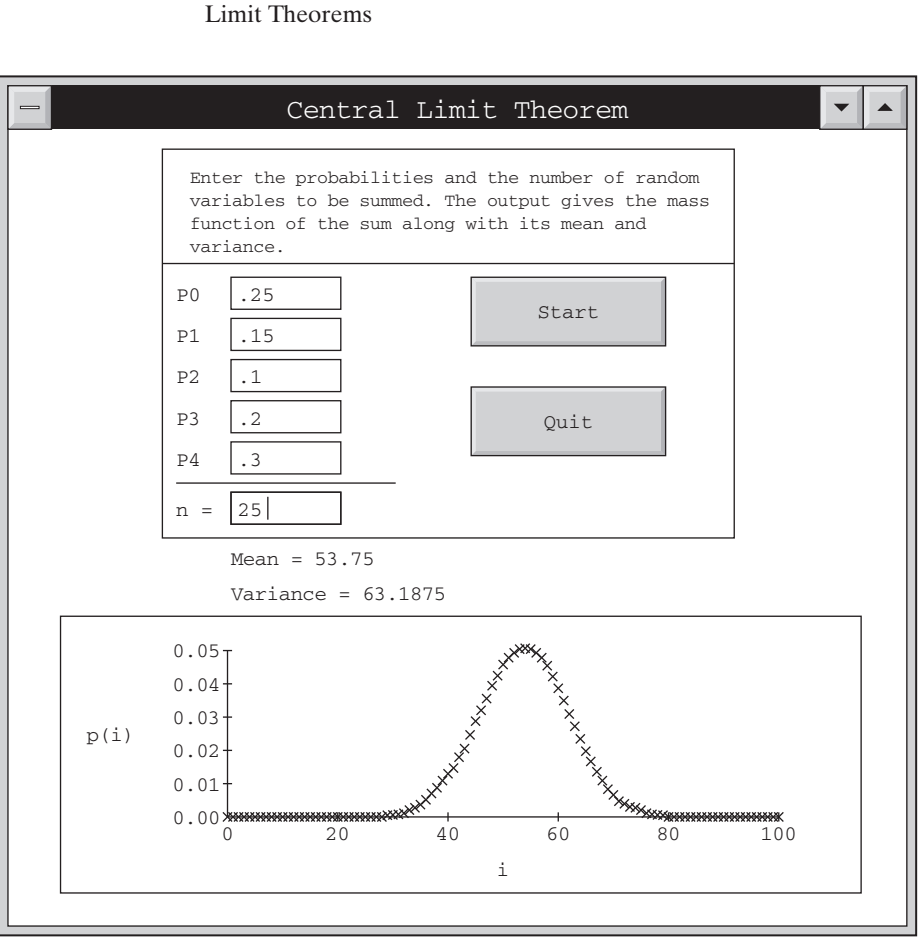 Limit Theorems
Central Limit Theorem
Enter the probabilities and the number of random
variables to be summed. The output gives the mass
function of the sum along with its mean and
variance.
P0 .25
P1 .15
P2 .1
P3 .2
P4 .3
n = 25
Start
Quit
Mean = 53.75
Variance = 63.1875
p(i)
0.05
0.04
0.03
0.02
0.01
0.00
0 20 40 60 80 100
i